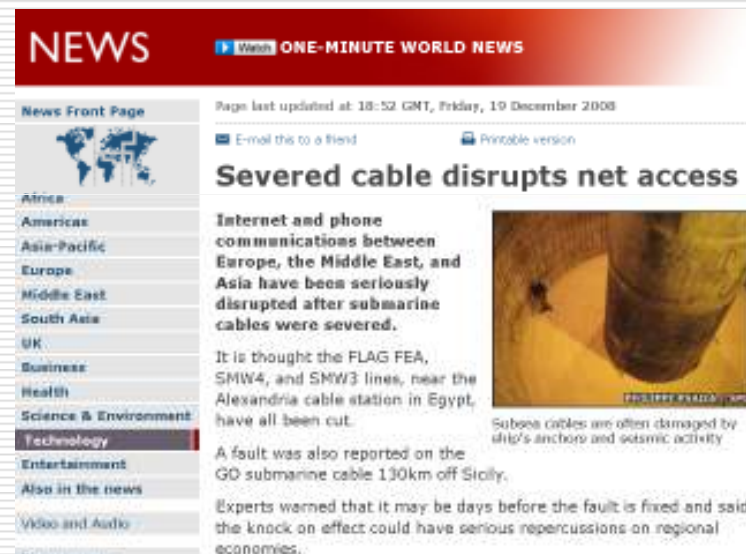 NEWS
Watch ONE-MINUTE WORLD NEWS
News Front Page
Africa
Americas
Asia-Pacific
Europe
Middle East
South Asia
UK
Business
Health
Science & Environment
Technology
Entertainment
Also in the news
Video and Audio
Page last updated at 18:52 GMT, Friday, 19 December 2008
E-mail this to a friend
Printable version
Severed cable disrupts net access
Internet and phone
communications between
Europe, the Middle East, and
Asia have been seriously
disrupted after submarine
cables were severed.
It is thought the FLAG FEA,
SMW4, and SMW3 lines, near the
Alexandria cable station in Egypt,
have all been cut.
Subsea cables are often damaged by
ship's anchors and seismic activity
A fault was also reported on the
GO submarine cable 130km off Sicily.
Experts warned that it may be days before the fault is fixed and said
the knock on effect could have serious repercussions on regional
economies.